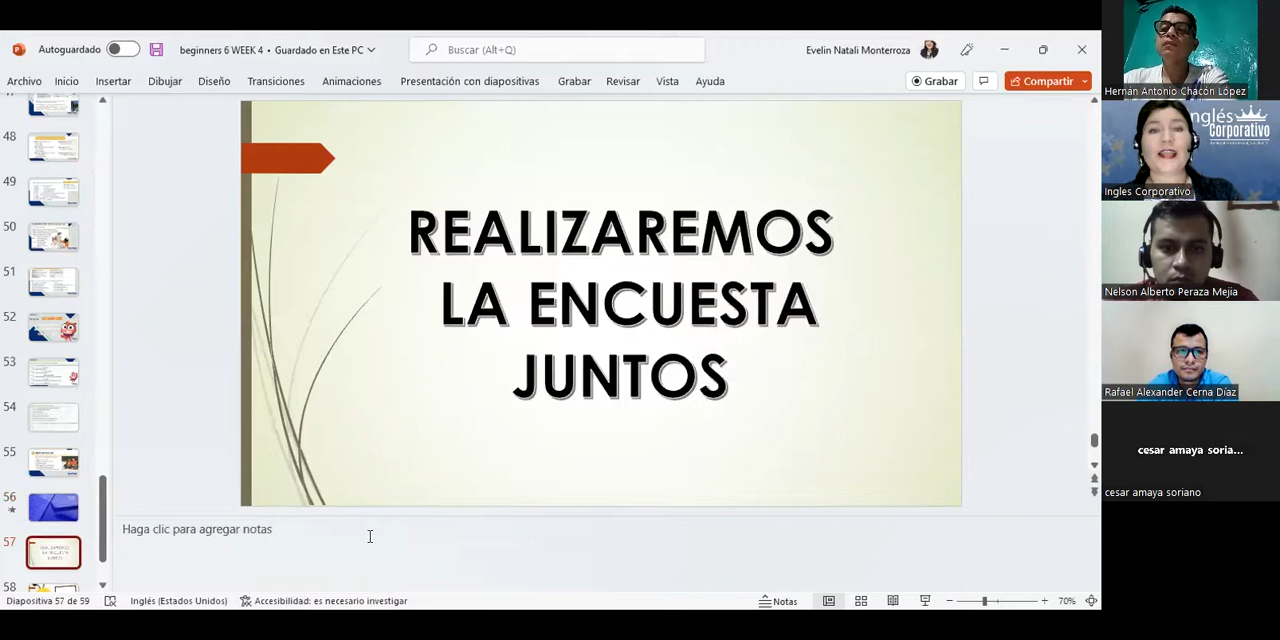 Autoguardado
beginners 6 WEEK 4 • Guardado en Este PC
Buscar (Alt+Q)
Evelin Natali Monterroza
Archivo Inicio Insertar Dibujar Diseño Transiciones Animaciones Presentación con diapositivas Grabar Revisar Vista Ayuda
Grabar
Compartir
48
49
50
51
52
53
54
55
56
57
58
REALIZAREMOS
LA ENCUESTA
JUNTOS
Haga clic para agregar notas
Diapositiva 57 de 59
Inglés (Estados Unidos)
Accesibilidad: es necesario investigar
Notas
70%
Hernán Antonio Chacón López
Inglés
Corporativo
Ingles Corporativo
Nelson Alberto Peraza Mejia
Rafael Alexander Cerna Díaz
cesar amaya soria...
cesar amaya soriano